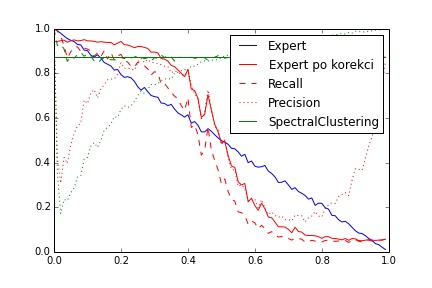 1.0
0.8
0.6
0.4
0.2
0.0
0.0 0.2 0.4 0.6 0.8 1.0
Expert
Expert po korekci
Recall
Precision
SpectralClustering